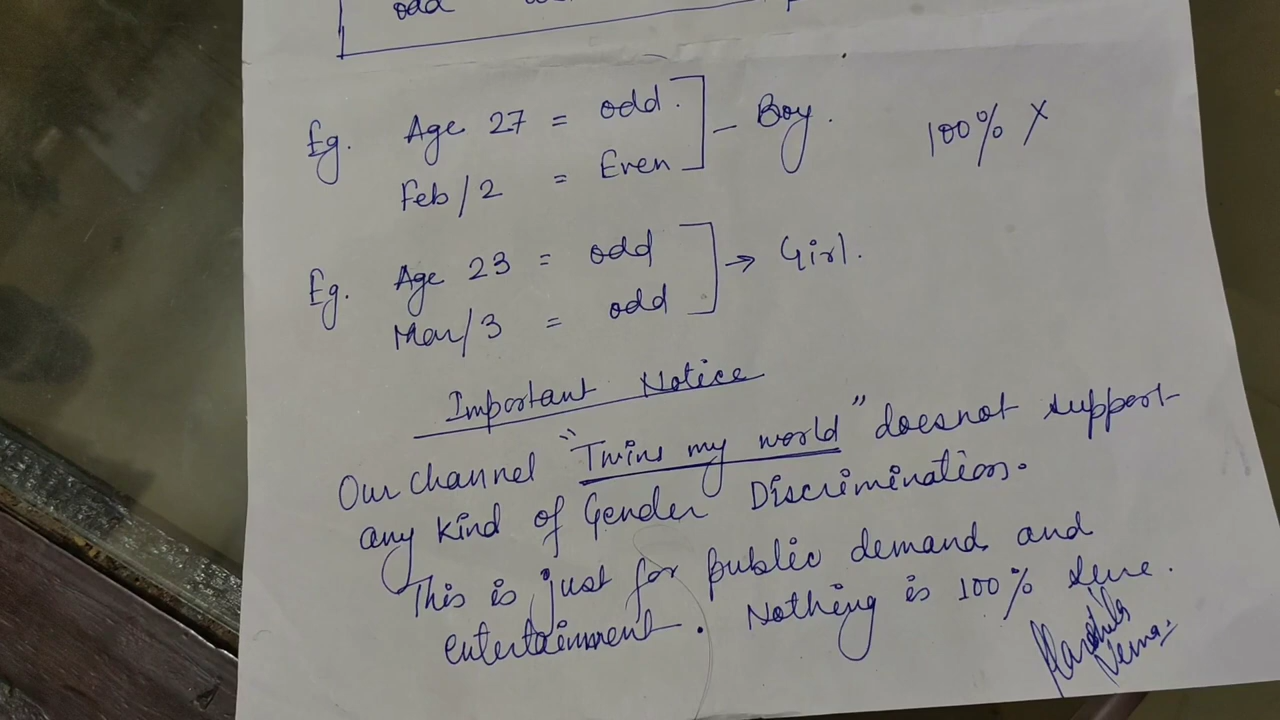 odd
Eg. Age 27 = odd. - Boy. 100% X
Feb/2 = Even
Eg. Age 23 = odd → Girl.
Mar/3 = odd
Important Notice
Our channel "Twins my world" doesnot support
any kind of Gender Discrimination.
This is just for public demand and
entertainment. Nothing is 100% sure.